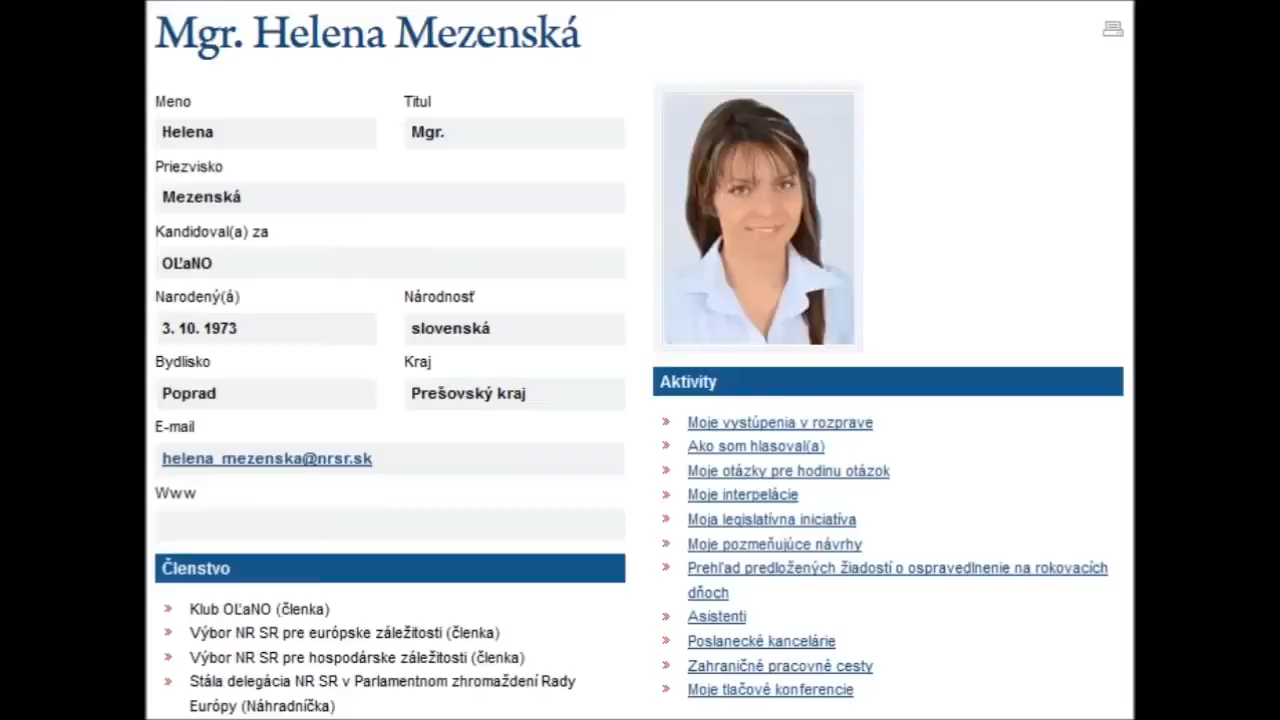 Mgr. Helena Mezenská
Meno
Titul
Helena
Mgr.
Priezvisko
Mezenská
Kandidoval(a) za
OĽaNO
Narodený(á)
Národnosť
3. 10. 1973
slovenská
Bydlisko
Kraj
Poprad
Prešovský kraj
E-mail
helena_mezenska@nrsr.sk
Www
Členstvo
Klub OĽaNO (členka)
Výbor NR SR pre európske záležitosti (členka)
Výbor NR SR pre hospodárske záležitosti (členka)
Stála delegácia NR SR v Parlamentnom zhromaždení Rady
Európy (Náhradníčka)
Aktivity
Moje vystúpenia v rozprave
Ako som hlasoval(a)
Moje otázky pre hodinu otázok
Moje interpelácie
Moja legislatívna iniciatíva
Moje pozmeňujúce návrhy
Prehľad predložených žiadostí o ospravedlnenie na rokovacích
dňoch
Asistenti
Poslanecké kancelárie
Zahraničné pracovné cesty
Moje tlačové konferencie